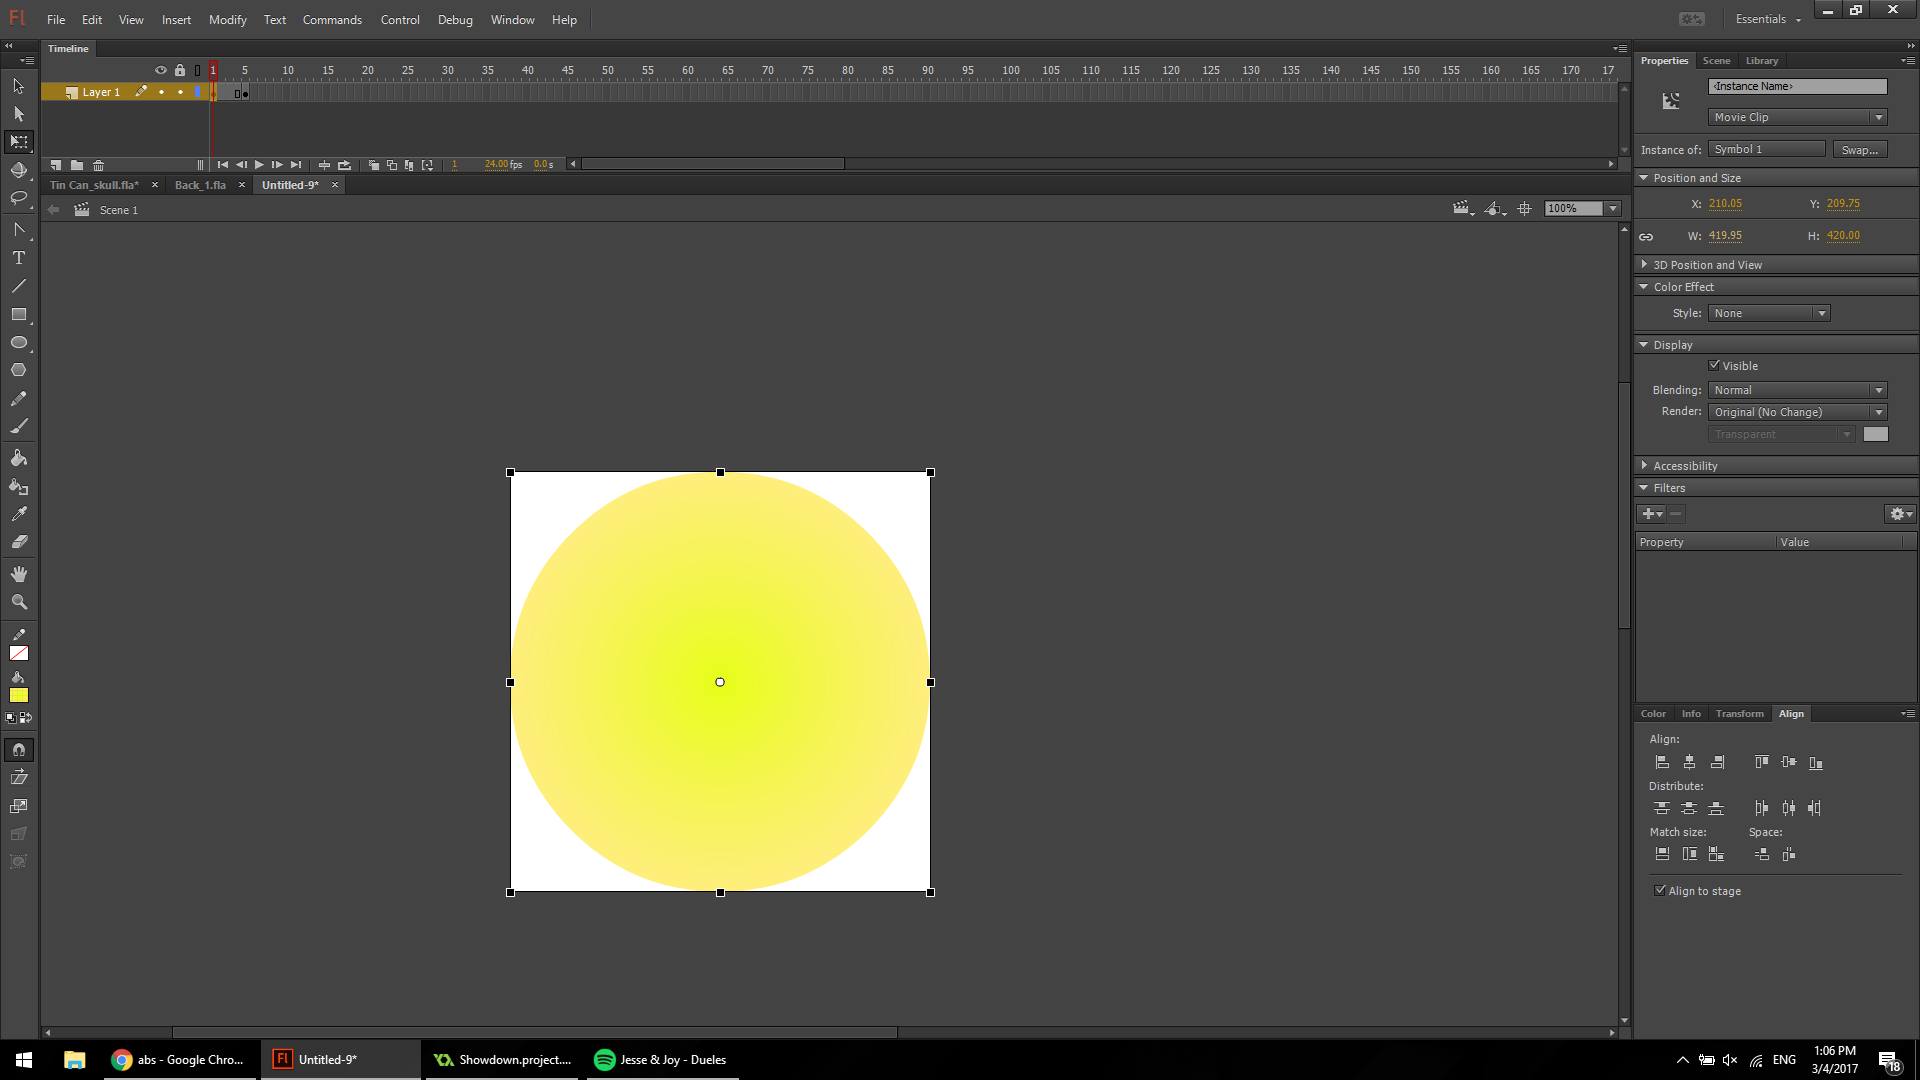 Fl File Edit View Insert Modify Text Commands Control Debug Window Help Essentials
Timeline
1 5 10 15 20 25 30 35 40 45 50 55 60 65 70 75 80 85 90 95 100 105 110 115 120 125 130 135 140 145 150 155 160 165 170 17
Layer 1
1 24.00 fps 0.0 s
Tin Can_skull.fla* × Back_1.fla × Untitled-9* ×
Scene 1 100%
Properties Scene Library
<Instance Name>
Movie Clip
Instance of: Symbol 1 Swap...
Position and Size
X: 210.05 Y: 209.75
W: 419.95 H: 420.00
3D Position and View
Color Effect
Style: None
Display
Visible
Blending: Normal
Render: Original (No Change)
Transparent
Accessibility
Filters
Property Value
Color Info Transform Align
Align:
Distribute:
Match size: Space:
Align to stage
abs - Google Chro... Fl Untitled-9* Showdown.project.... Jesse & Joy - Dueles
ENG 1:06 PM
3/4/2017 18